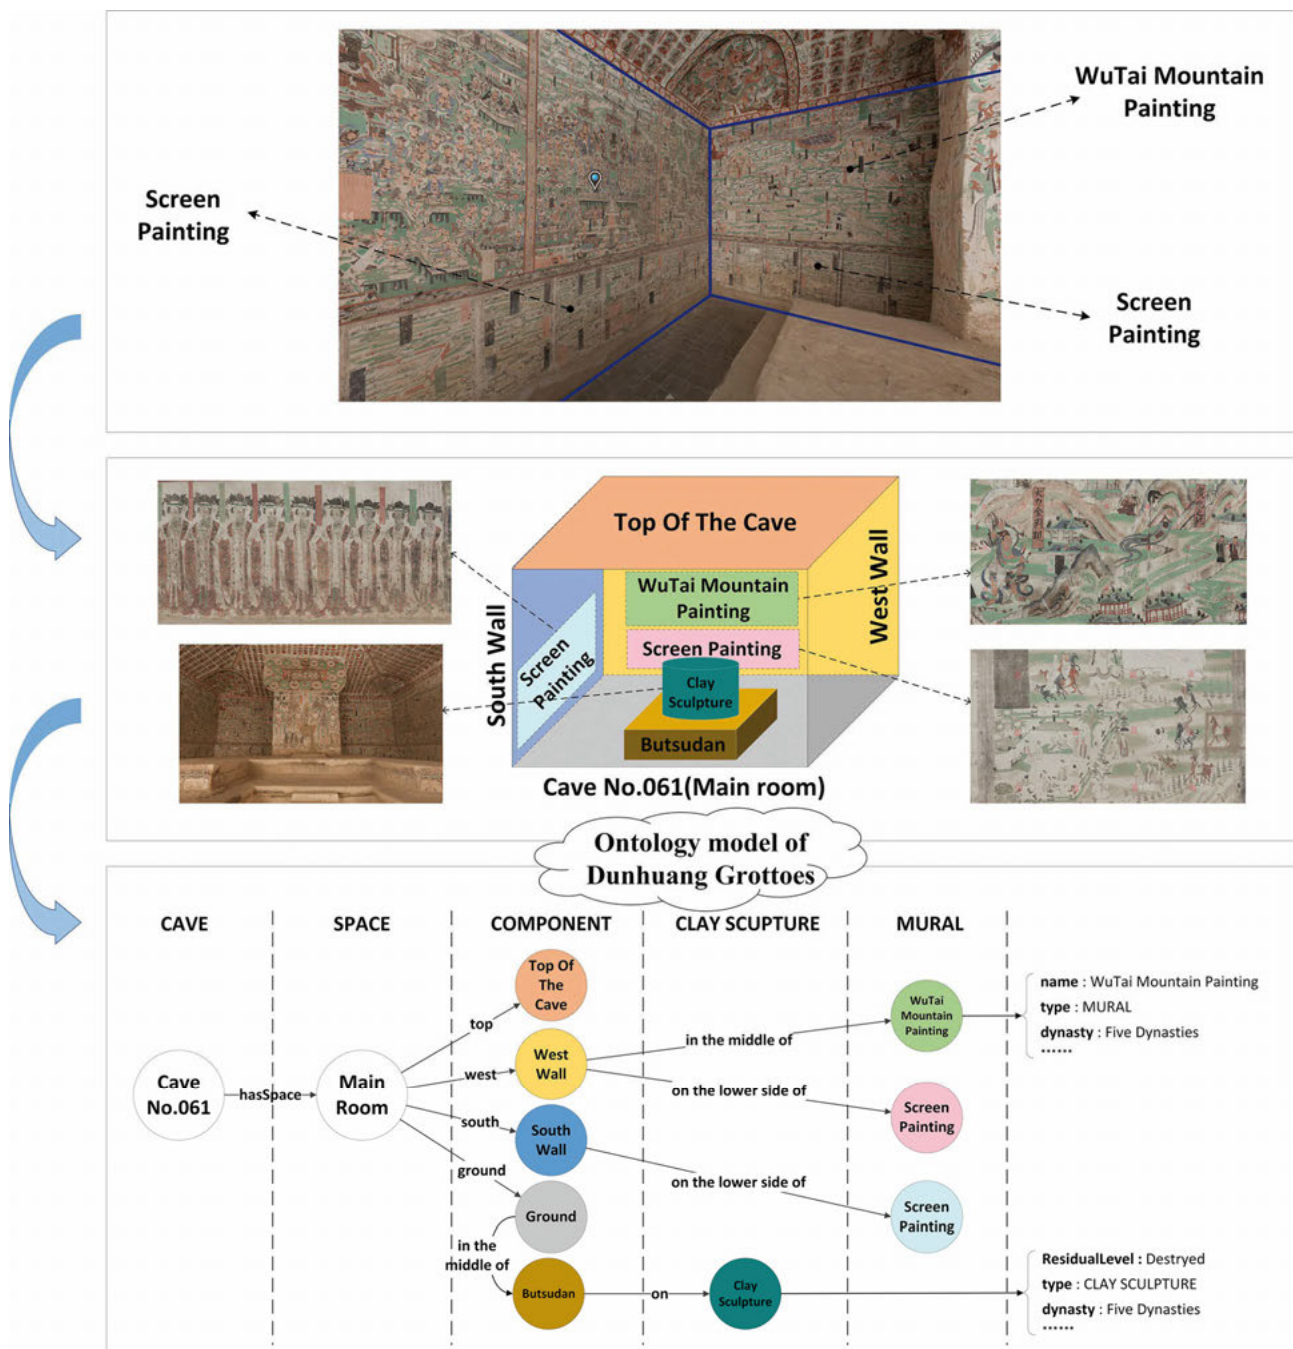 WuTai Mountain
Painting
Screen
Painting
Screen
Painting
Top Of The Cave
South Wall
West Wall
WuTai Mountain
Painting
Screen Painting
Screen
Painting
Clay
Sculpture
Butsudan
Cave No.061(Main room)
Ontology model of
Dunhuang Grottoes
CAVE
SPACE
COMPONENT
CLAY SCUPTURE
MURAL
Top Of
The
Cave
top
WuTai
Mountain
Painting
name : WuTai Mountain Painting
type : MURAL
dynasty : Five Dynasties
······
in the middle of
Cave
No.061
hasSpace
Main
Room
west
West
Wall
on the lower side of
Screen
Painting
south
South
Wall
ground
on the lower side of
Screen
Painting
Ground
in the
middle of
Butsudan
on
Clay
Sculpture
ResidualLevel : Destryed
type : CLAY SCULPTURE
dynasty : Five Dynasties
······